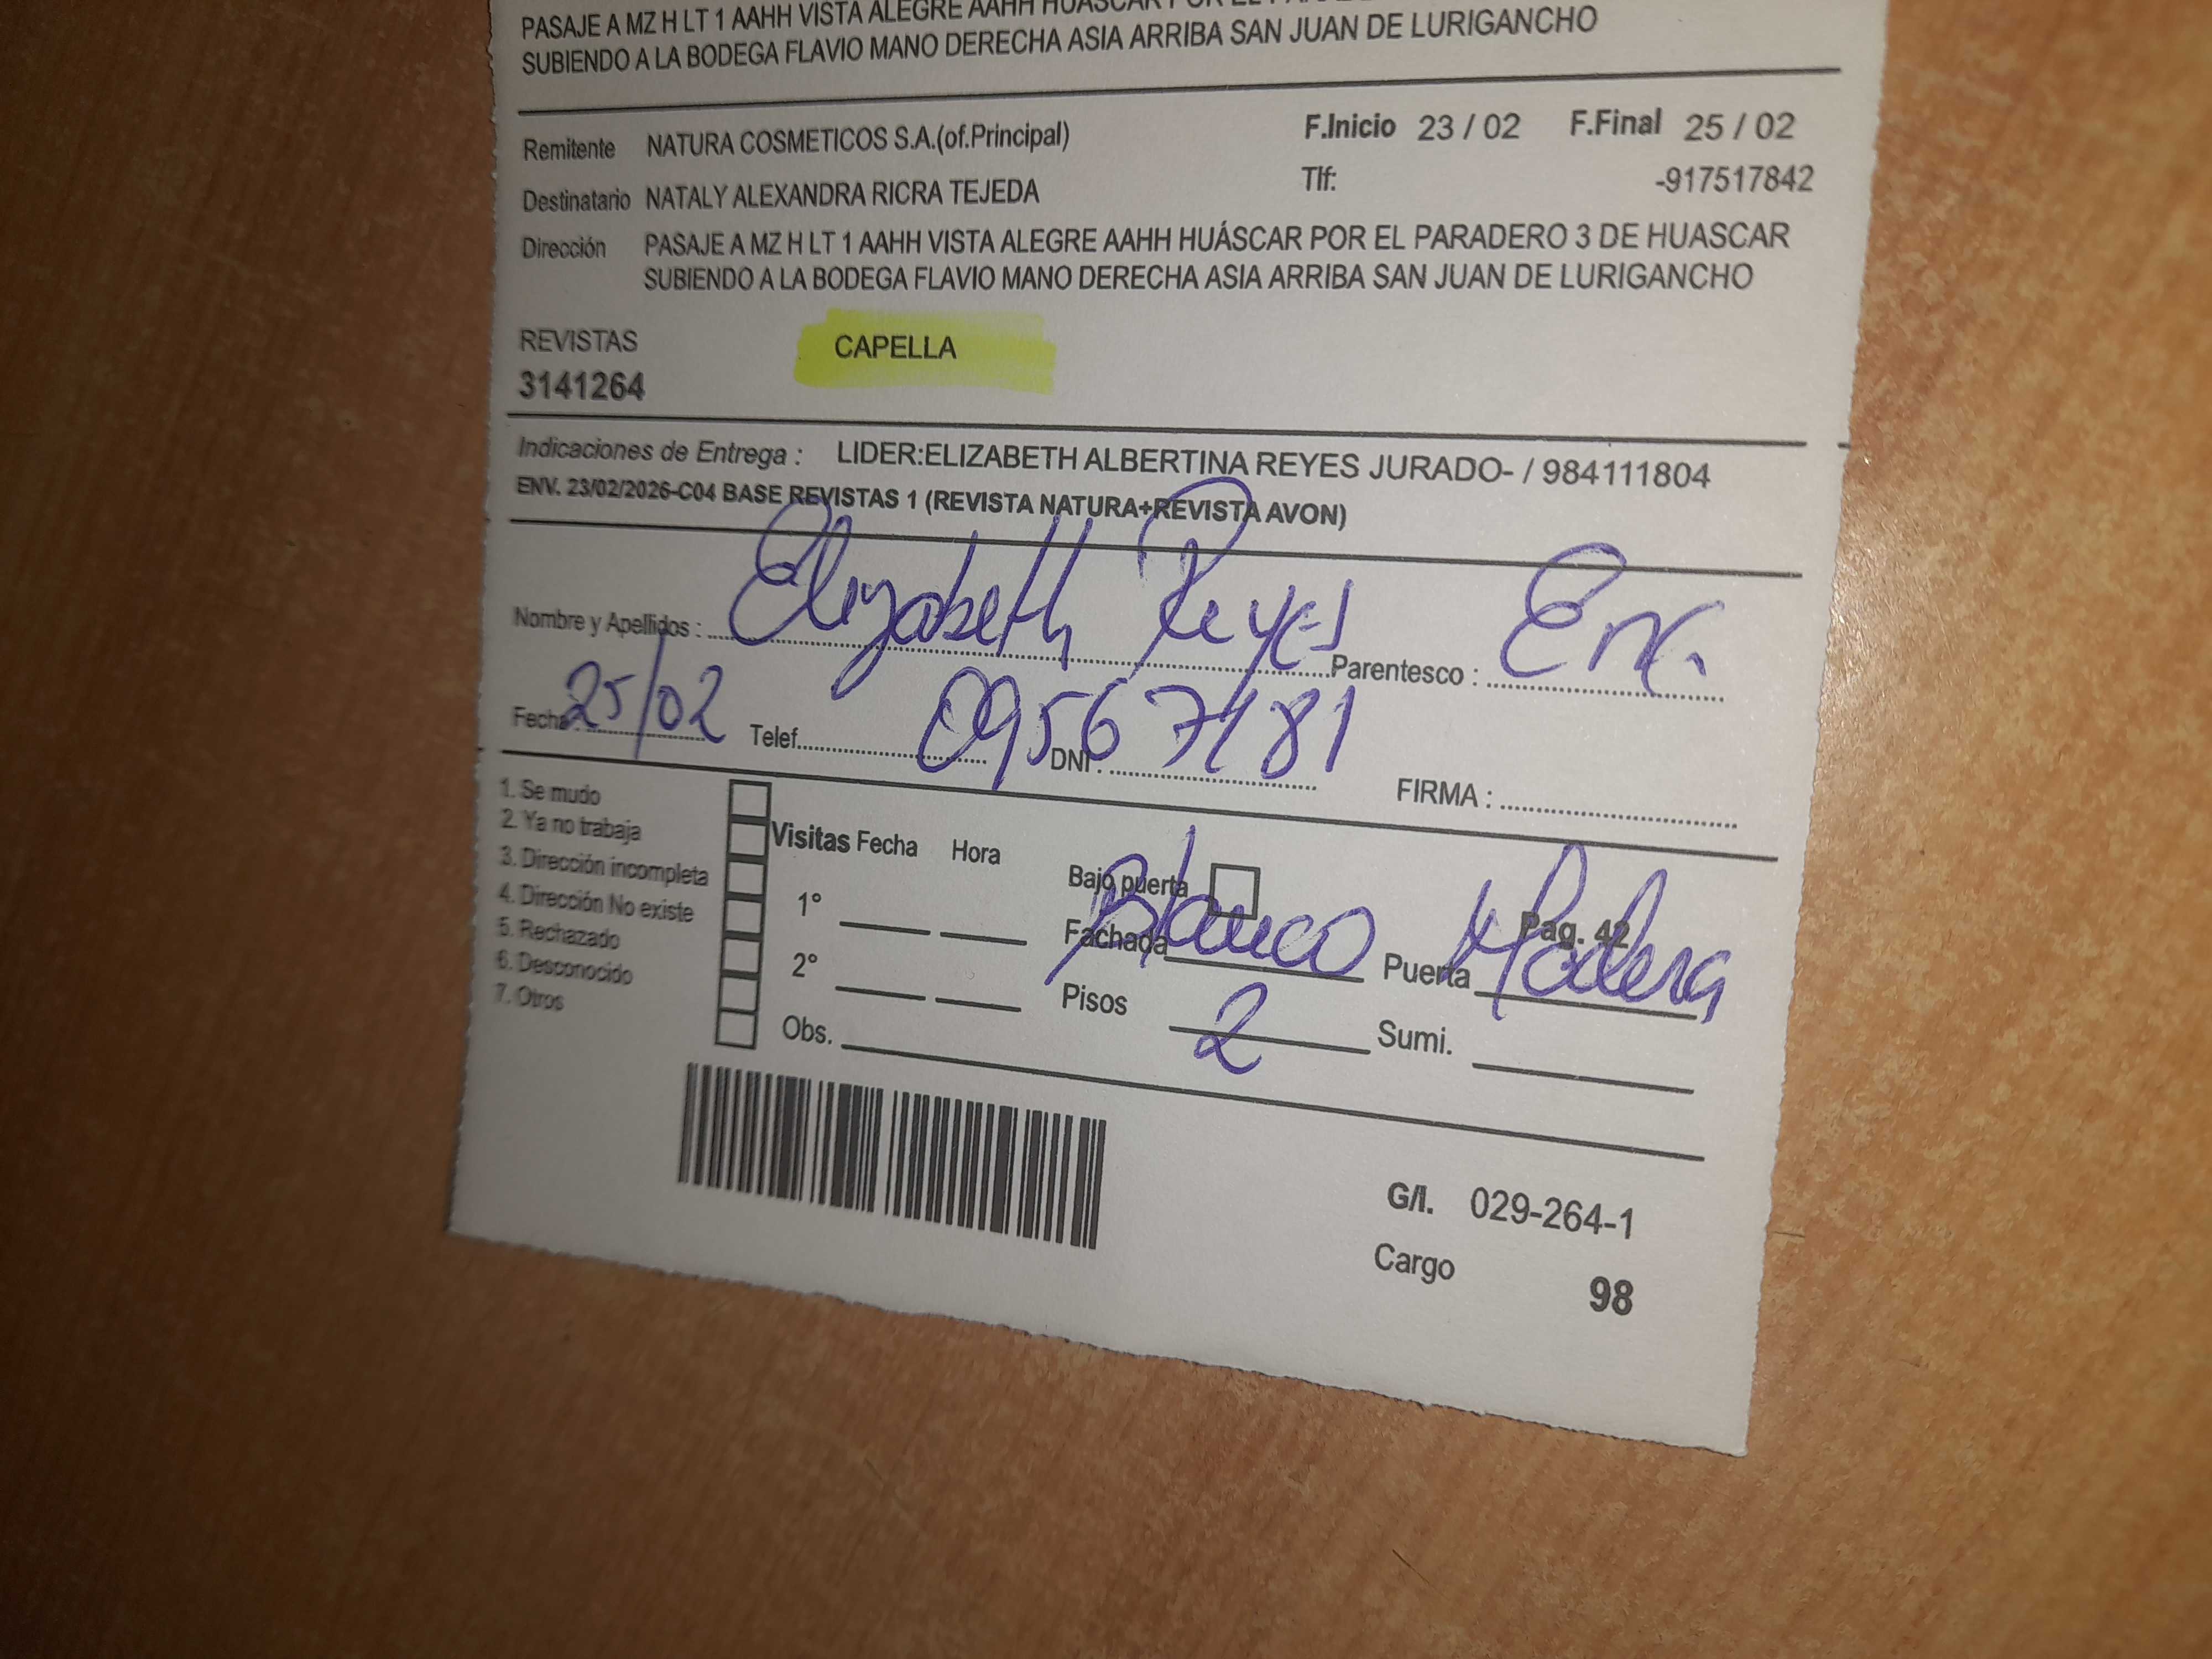 PASAJE A MZ H LT 1 AAHH VISTA ALEGRE AAHH HUÁSCAR POR EL
SUBIENDO A LA BODEGA FLAVIO MANO DERECHA ASIA ARRIBA SAN JUAN DE LURIGANCHO
Remitente NATURA COSMETICOS S.A.(of.Principal) F.Inicio 23 / 02 F.Final 25 / 02
Destinatario NATALY ALEXANDRA RICRA TEJEDA Tlf: -917517842
Dirección PASAJE A MZ H LT 1 AAHH VISTA ALEGRE AAHH HUÁSCAR POR EL PARADERO 3 DE HUASCAR
SUBIENDO A LA BODEGA FLAVIO MANO DERECHA ASIA ARRIBA SAN JUAN DE LURIGANCHO
REVISTAS CAPELLA
3141264
Indicaciones de Entrega : LIDER:ELIZABETH ALBERTINA REYES JURADO- / 984111804
ENV. 23/02/2026-C04 BASE REVISTAS 1 (REVISTA NATURA+REVISTA AVON)
Nombre y Apellidos : Elizabeth Reyes Parentesco :
Fecha : 25/02 Telef. DNI : 09567181 FIRMA :
1. Se mudo
2. Ya no trabaja Visitas Fecha Hora
3. Dirección incompleta Bajo puerta
4. Dirección No existe 1° Fachada Blanco Puerta Madera Pag. 42
5. Rechazado
6. Desconocido 2° Pisos 2 Sumi.
7. Otros Obs.
G/I. 029-264-1
Cargo 98